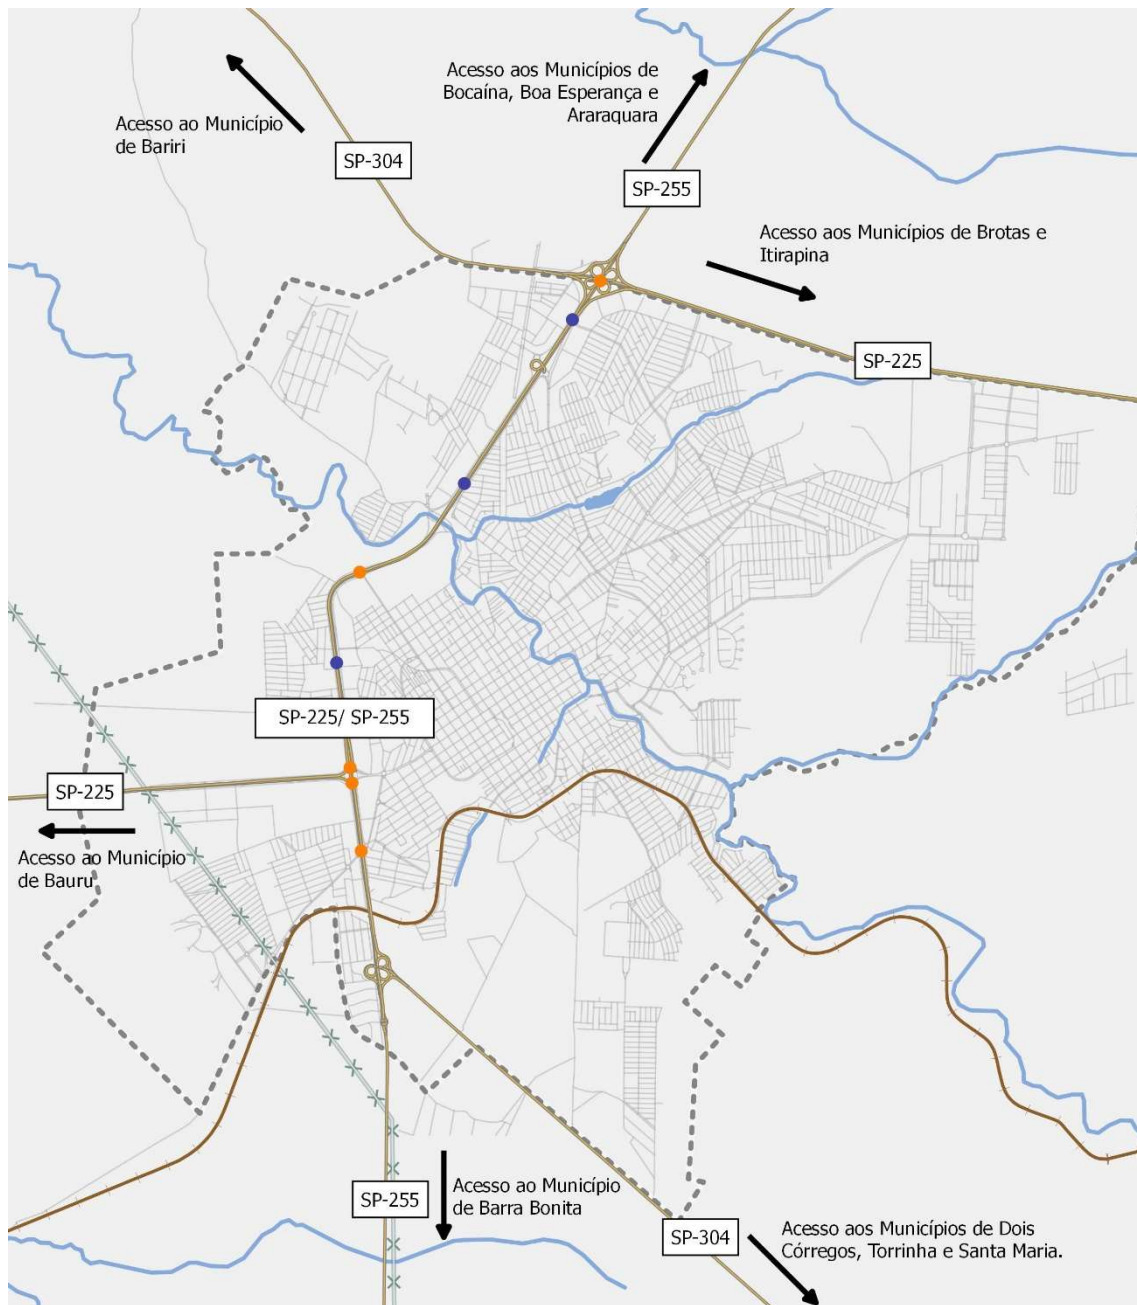 Acesso aos Municípios de
Bocaína, Boa Esperança e
Araraquara
Acesso ao Município
de Bariri
SP-304
SP-255
Acesso aos Municípios de Brotas e
Itirapina
SP-225
SP-225/ SP-255
SP-225
Acesso ao Município
de Bauru
SP-255
Acesso ao Município
de Barra Bonita
SP-304
Acesso aos Municípios de Dois
Córregos, Torrinha e Santa Maria.